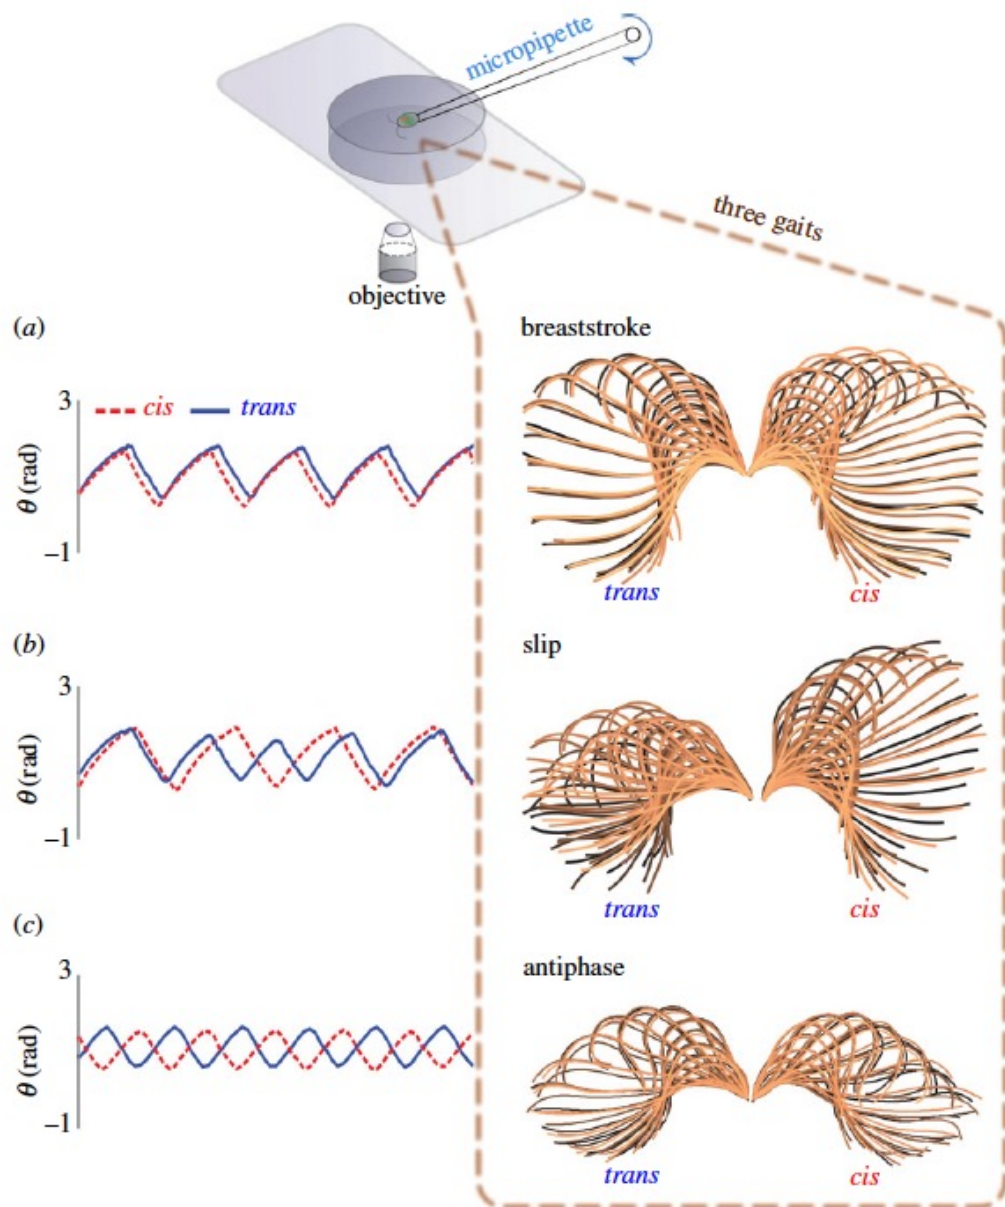 micropipette
three gaits
objective
(a)
breaststroke
3
cis
trans
θ (rad)
–1
trans
cis
(b)
slip
3
θ (rad)
–1
trans
cis
(c)
antiphase
3
θ (rad)
–1
trans
cis